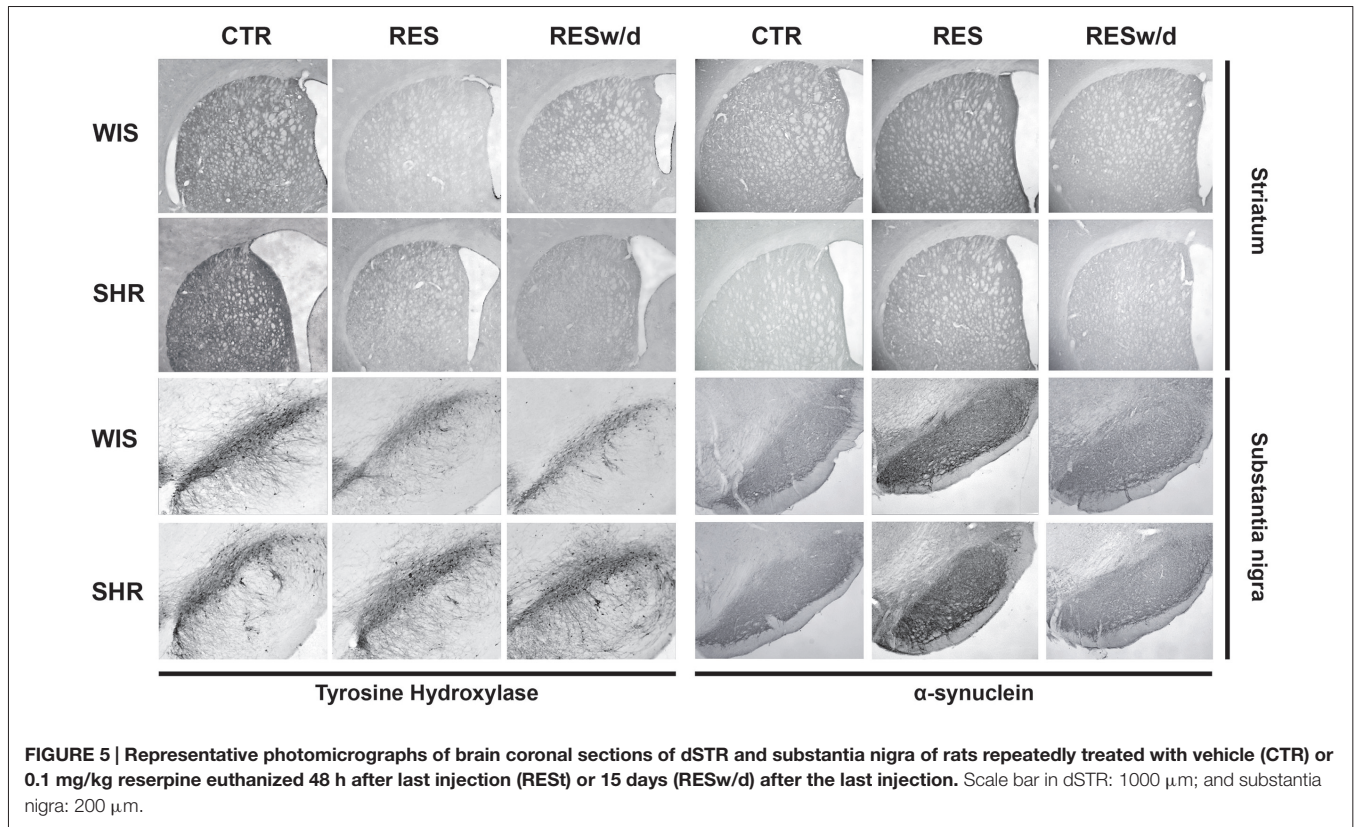 CTR RES RESw/d CTR RES RESw/d
WIS
SHR
Striatum
WIS
SHR
Substantia nigra
Tyrosine Hydroxylase α-synuclein
FIGURE 5 | Representative photomicrographs of brain coronal sections of dSTR and substantia nigra of rats repeatedly treated with vehicle (CTR) or
0.1 mg/kg reserpine euthanized 48 h after last injection (RESt) or 15 days (RESw/d) after the last injection. Scale bar in dSTR: 1000 μm; and substantia
nigra: 200 μm.